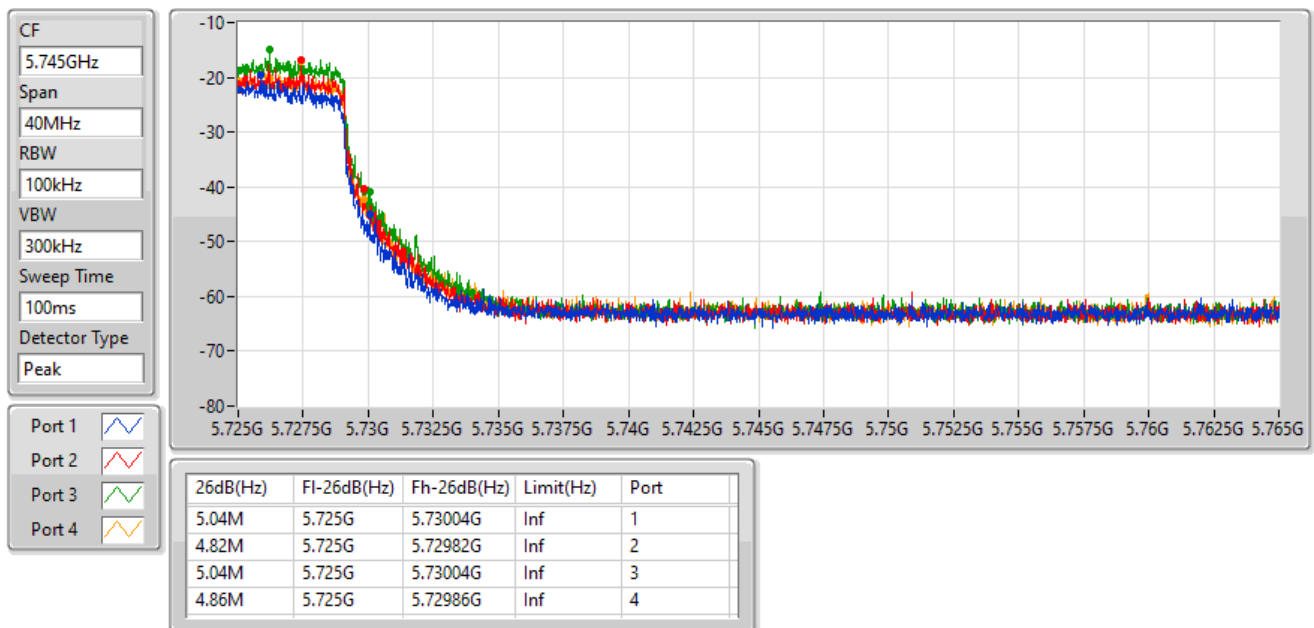 CF
5.745GHz
Span
40MHz
RBW
100kHz
VBW
300kHz
Sweep Time
100ms
Detector Type
Peak
Port 1
Port 2
Port 3
Port 4
-10
-20
-30
-40
-50
-60
-70
-80
5.725G 5.7275G 5.73G 5.7325G 5.735G 5.7375G 5.74G 5.7425G 5.745G 5.7475G 5.75G 5.7525G 5.755G 5.7575G 5.76G 5.7625G 5.765G
26dB(Hz) Fl-26dB(Hz) Fh-26dB(Hz) Limit(Hz) Port
5.04M 5.725G 5.73004G Inf 1
4.82M 5.725G 5.72982G Inf 2
5.04M 5.725G 5.73004G Inf 3
4.86M 5.725G 5.72986G Inf 4